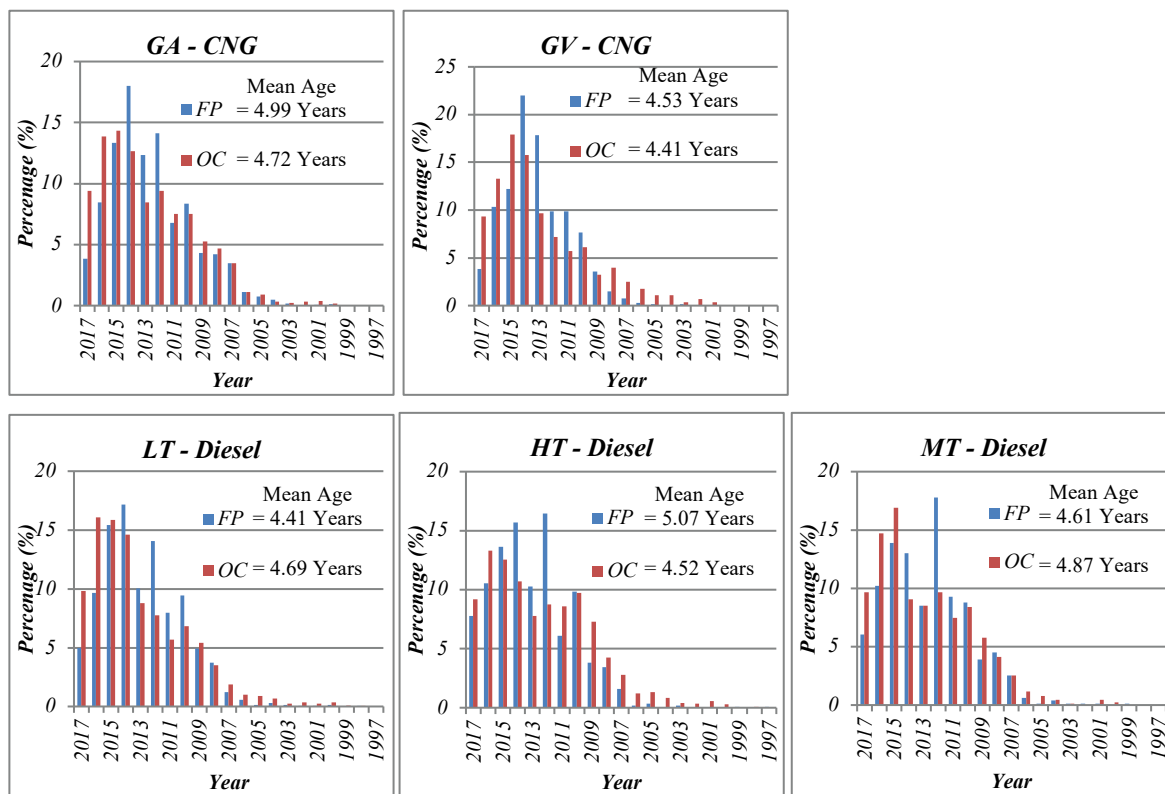 GA - CNG
Percenage (%)
20
15
10
5
0
Mean Age
FP = 4.99 Years
OC = 4.72 Years
2017 2015 2013 2011 2009 2007 2005 2003 2001 1999 1997
Year
GV - CNG
Percenage (%)
25
20
15
10
5
0
Mean Age
FP = 4.53 Years
OC = 4.41 Years
2017 2015 2013 2011 2009 2007 2005 2003 2001 1999 1997
Year
LT - Diesel
Percenage (%)
20
15
10
5
0
Mean Age
FP = 4.41 Years
OC = 4.69 Years
2017 2015 2013 2011 2009 2007 2005 2003 2001 1999 1997
Year
HT - Diesel
Percenage (%)
20
15
10
5
0
Mean Age
FP = 5.07 Years
OC = 4.52 Years
2017 2015 2013 2011 2009 2007 2005 2003 2001 1999 1997
Year
MT - Diesel
Percenage (%)
20
15
10
5
0
Mean Age
FP = 4.61 Years
OC = 4.87 Years
2017 2015 2013 2011 2009 2007 2005 2003 2001 1999 1997
Year